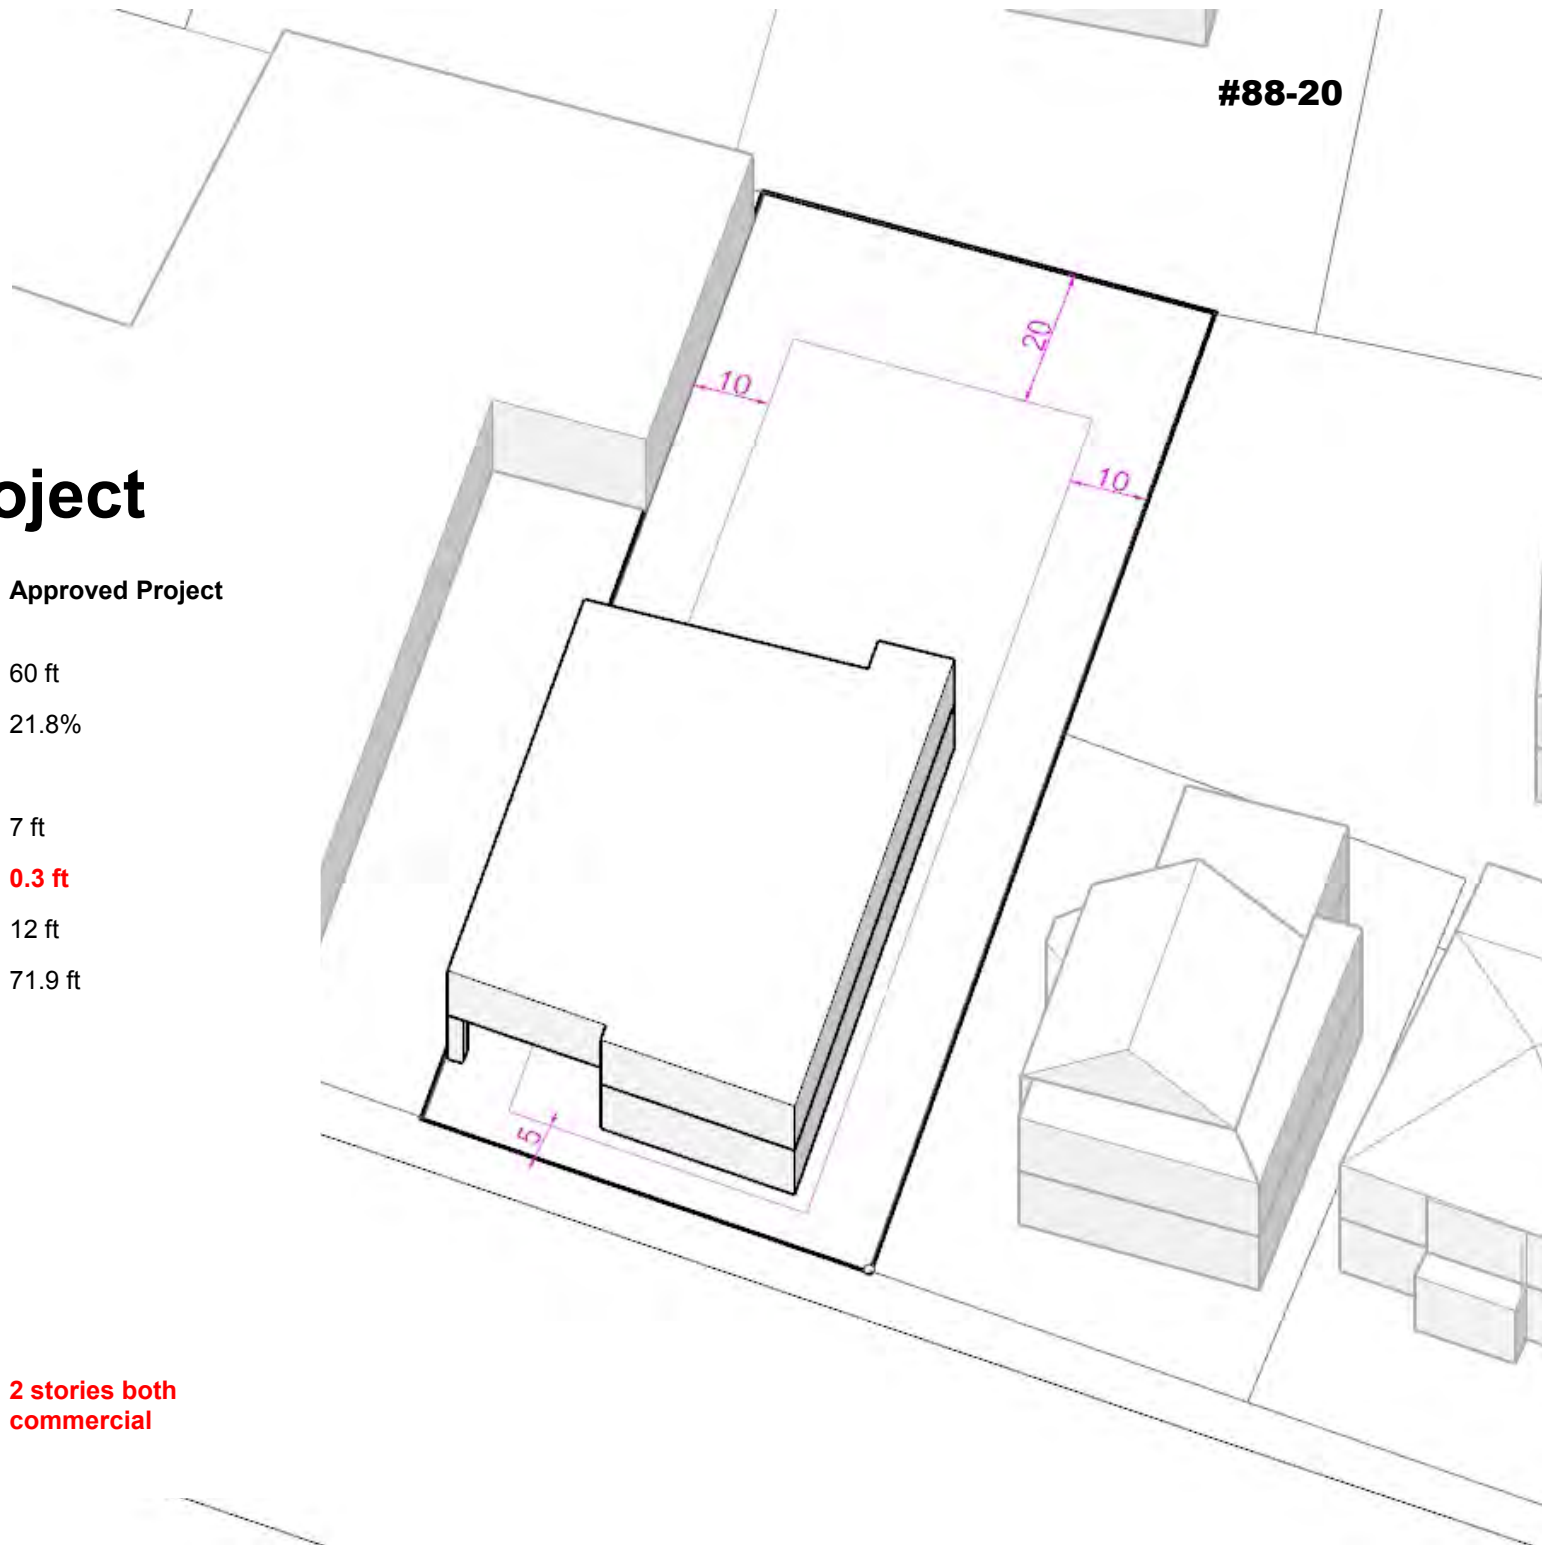 #88-20
20
10
10
oject
Approved Project
60 ft
21.8%
7 ft
0.3 ft
12 ft
71.9 ft
5
2 stories both
commercial